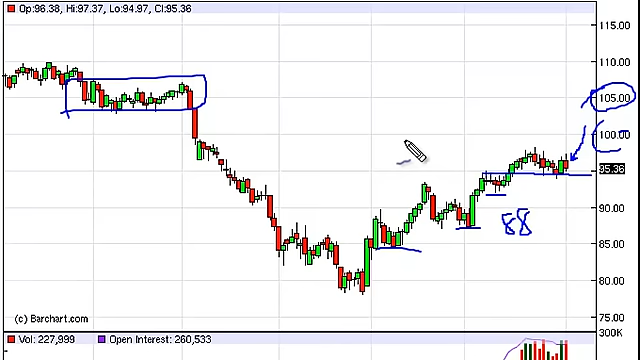 Op:96.38, Hi:97.37, Lo:94.97, Cl:95.36
115.00
110.00
105.00
100.00
95.36
90.00
88
85.00
80.00
75.00
(c) Barchart.com
300K
Vol: 227,999 Open Interest: 260,533